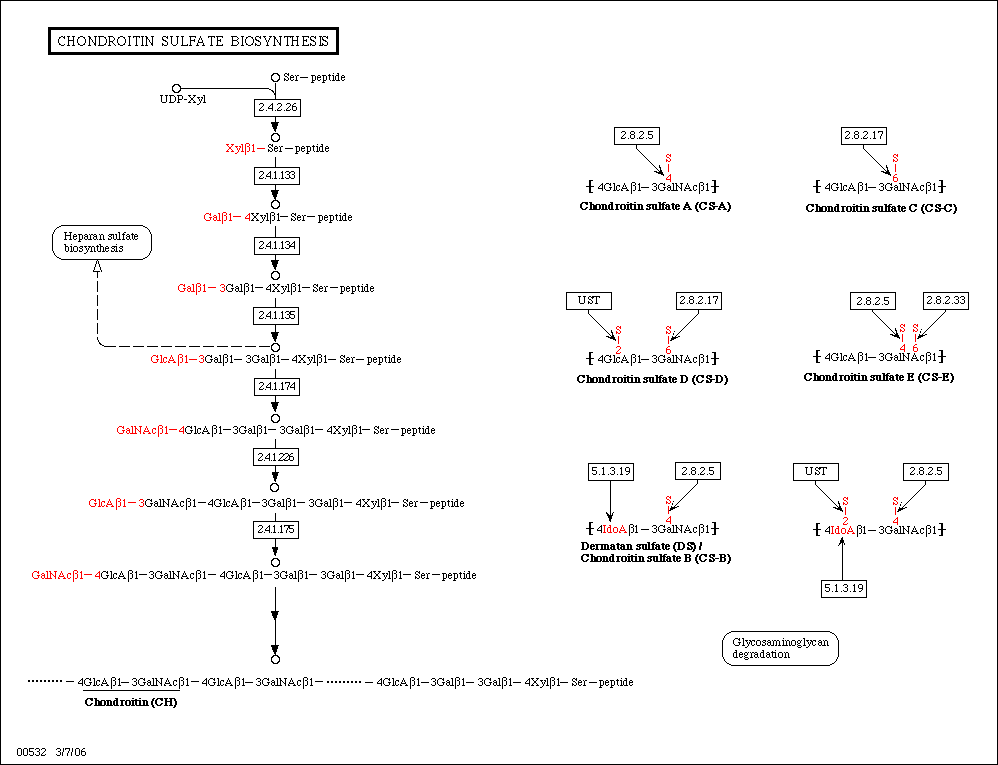 CHONDROITIN SULFATE BIOSYNTHESIS
Ser─peptide
UDP-Xyl
2.4.2.26
Xylβ1─Ser─peptide
2.4.1.133
Galβ1─4Xylβ1─Ser─peptide
2.4.1.134
Heparan sulfate
biosynthesis
Galβ1─3Galβ1─4Xylβ1─Ser─peptide
2.4.1.135
GlcAβ1─3Galβ1─3Galβ1─4Xylβ1─Ser─peptide
2.4.1.174
GalNAcβ1─4GlcAβ1─3Galβ1─3Galβ1─4Xylβ1─Ser─peptide
2.4.1.226
GlcAβ1─3GalNAcβ1─4GlcAβ1─3Galβ1─3Galβ1─4Xylβ1─Ser─peptide
2.4.1.175
GalNAcβ1─4GlcAβ1─3GalNAcβ1─4GlcAβ1─3Galβ1─3Galβ1─4Xylβ1─Ser─peptide
─4GlcAβ1─3GalNAcβ1─4GlcAβ1─3GalNAcβ1─ ─4GlcAβ1─3Galβ1─3Galβ1─4Xylβ1─Ser─peptide
Chondroitin (CH)
2.8.2.5
S
4
4GlcAβ1─3GalNAcβ1
Chondroitin sulfate A (CS-A)
2.8.2.17
S
6
4GlcAβ1─3GalNAcβ1
Chondroitin sulfate C (CS-C)
UST 2.8.2.17
S S
2 6
4GlcAβ1─3GalNAcβ1
Chondroitin sulfate D (CS-D)
2.8.2.5 2.8.2.33
S S
4 6
4GlcAβ1─3GalNAcβ1
Chondroitin sulfate E (CS-E)
5.1.3.19 2.8.2.5
S
4
4IdoAβ1─3GalNAcβ1
Dermatan sulfate (DS) /
Chondroitin sulfate B (CS-B)
UST 2.8.2.5
S S
2 4
4IdoAβ1─3GalNAcβ1
5.1.3.19
Glycosaminoglycan
degradation
00532 3/7/06